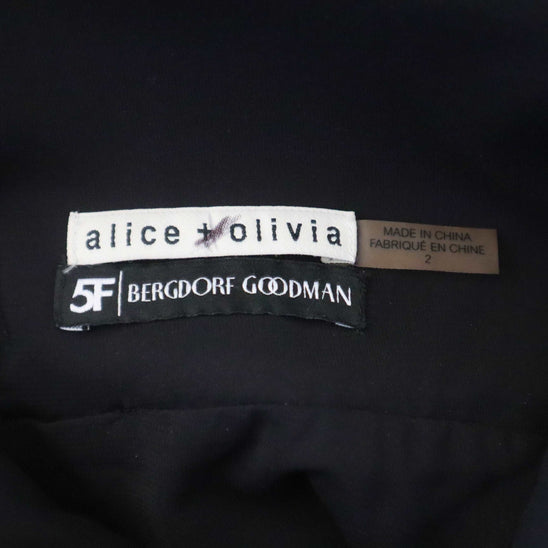 alice + olivia
MADE IN CHINA
FABRIQUÉ EN CHINE
2
5F | BERGDORF GOODMAN